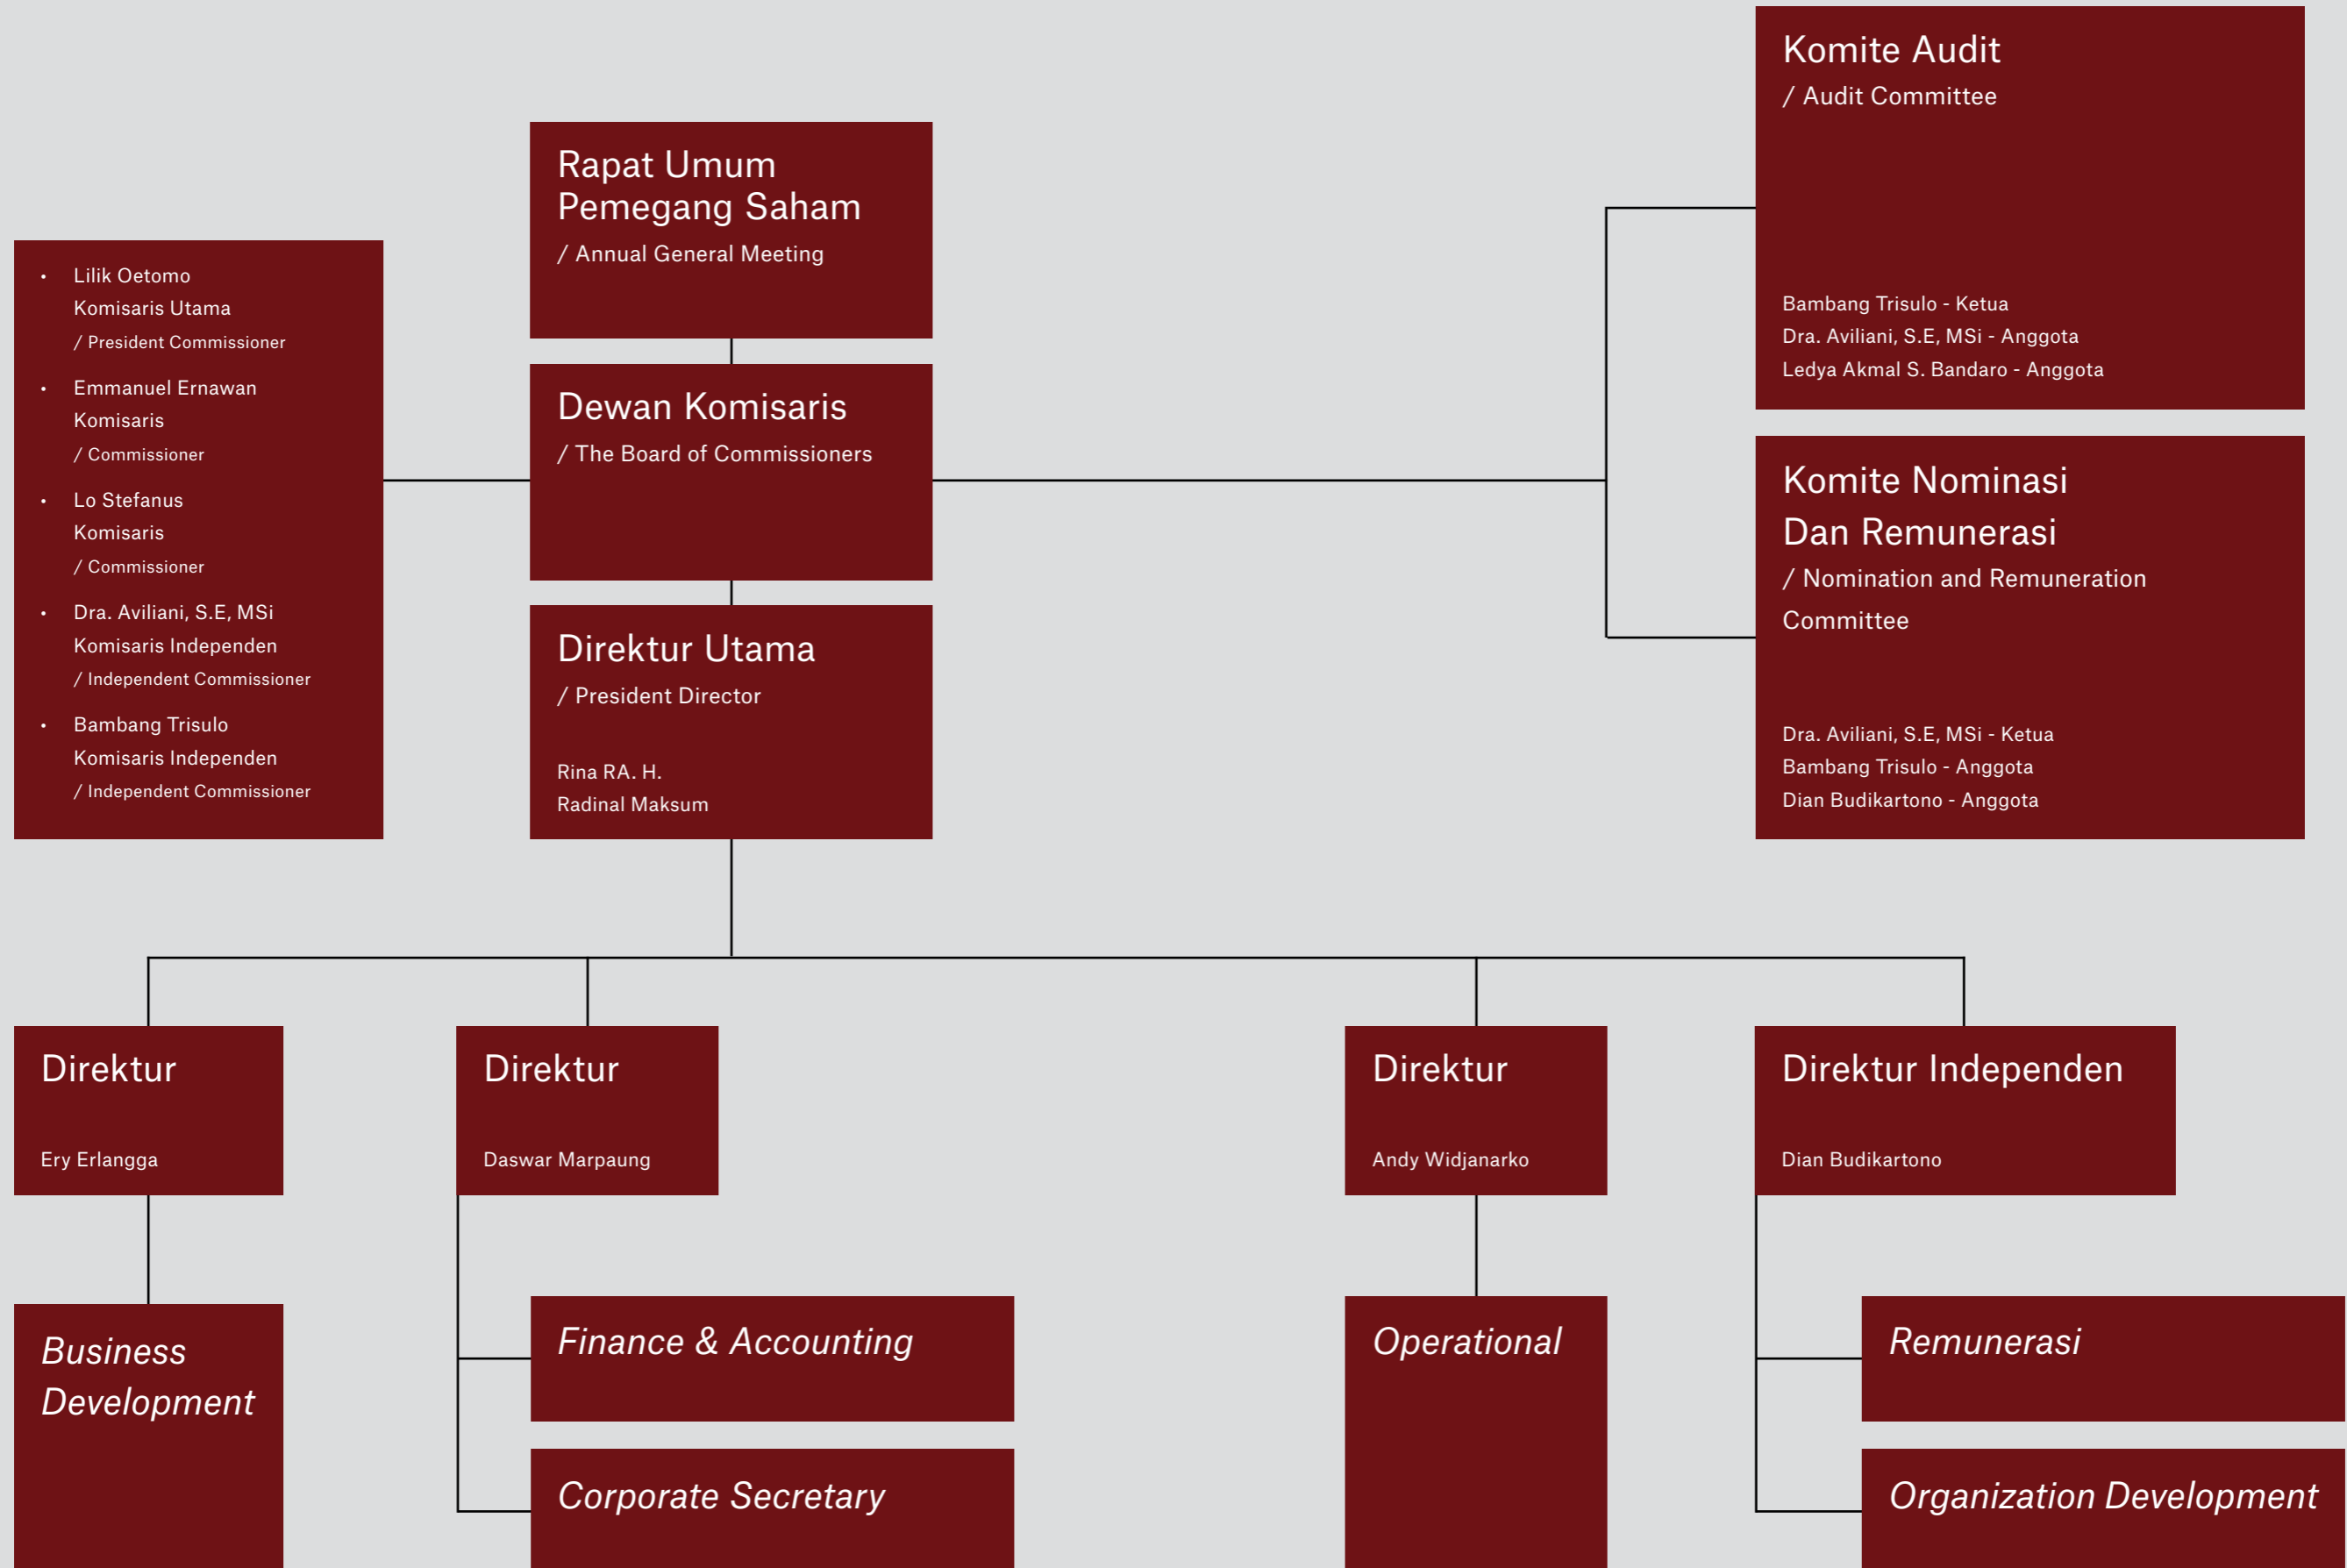 Komite Audit
/ Audit Committee
Bambang Trisulo - Ketua
Dra. Aviliani, S.E, MSi - Anggota
Ledya Akmal S. Bandaro - Anggota
Rapat Umum
Pemegang Saham
/ Annual General Meeting
• Lilik Oetomo
Komisaris Utama
/ President Commissioner
• Emmanuel Ernawan
Komisaris
/ Commissioner
• Lo Stefanus
Komisaris
/ Commissioner
• Dra. Aviliani, S.E, MSi
Komisaris Independen
/ Independent Commissioner
• Bambang Trisulo
Komisaris Independen
/ Independent Commissioner
Dewan Komisaris
/ The Board of Commissioners
Komite Nominasi
Dan Remunerasi
/ Nomination and Remuneration
Committee
Dra. Aviliani, S.E, MSi - Ketua
Bambang Trisulo - Anggota
Dian Budikartono - Anggota
Direktur Utama
/ President Director
Rina RA. H.
Radinal Maksum
Direktur
Ery Erlangga
Direktur
Daswar Marpaung
Direktur
Andy Widjanarko
Direktur Independen
Dian Budikartono
Business
Development
Finance & Accounting
Corporate Secretary
Operational
Remunerasi
Organization Development